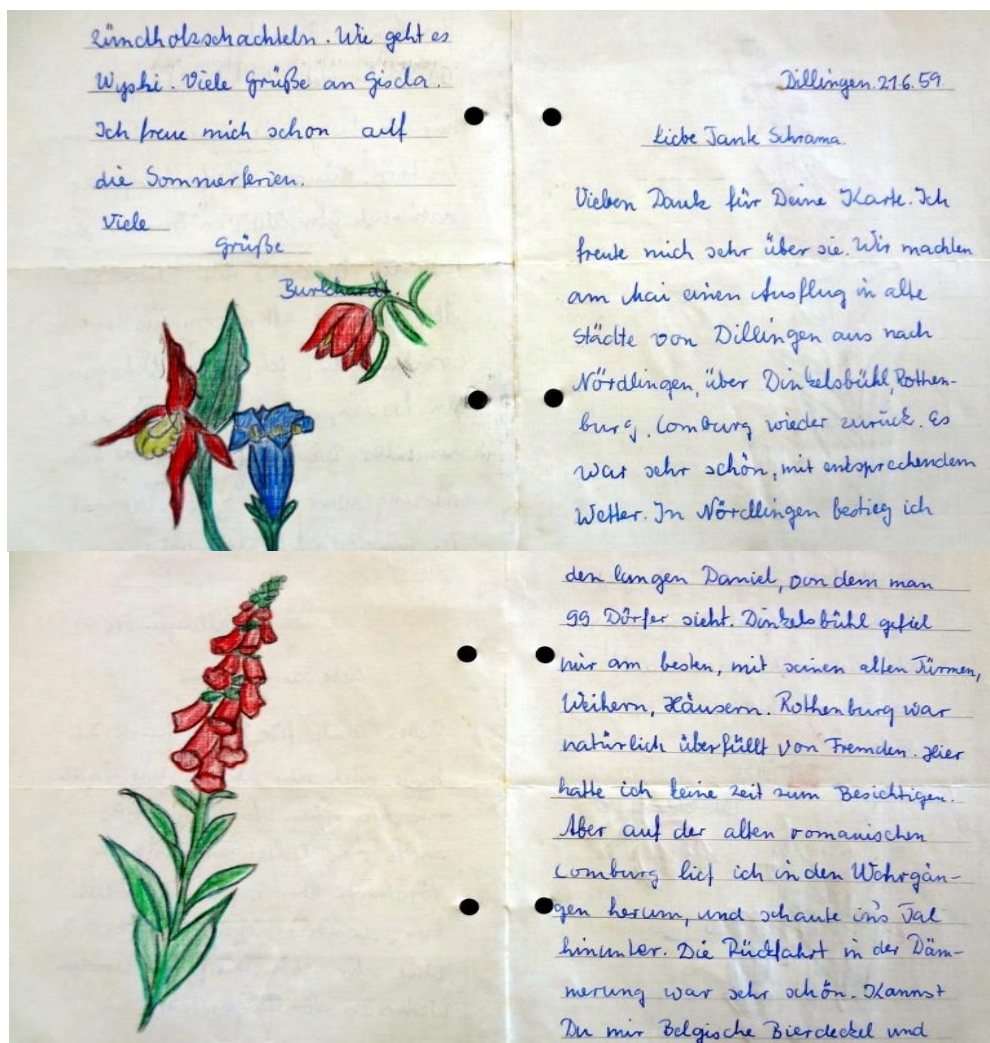 Dillingen 21.6.59.
Liebe Tante Schrama.
Vieben Dank für Deine Karte. Ich
freute mich sehr über sie. Wir machten
am Mai einen Ausflug in alte
Städte von Dillingen aus nach
Nördlingen, über Dinkelsbühl, Rothen-
burg, Comburg wieder zurück. Es
war sehr schön, mit entsprechendem
Wetter. In Nördlingen bestieg ich
den langen Daniel, von dem man
99 Dörfer sieht. Dinkelsbühl gefiel
mir am besten, mit seinen alten Türmen,
Weihern, Häusern. Rothenburg war
natürlich überfüllt von Fremden. Hier
hatte ich keine Zeit zum Besichtigen.
Aber auf der alten romanischen
Comburg lief ich in den Wehrgän-
gen herum, und schaute in's Tal
hinunter. Die Rückfahrt in der Däm-
merung war sehr schön. Kannst
Du mir Belgische Bierdeckel und
Zündholzschachteln. Wie geht es
Wyski. Viele Grüße an Gisela.
Ich freue mich schon auf
die Sommerferien.
Viele
Grüße
Burkhardt.